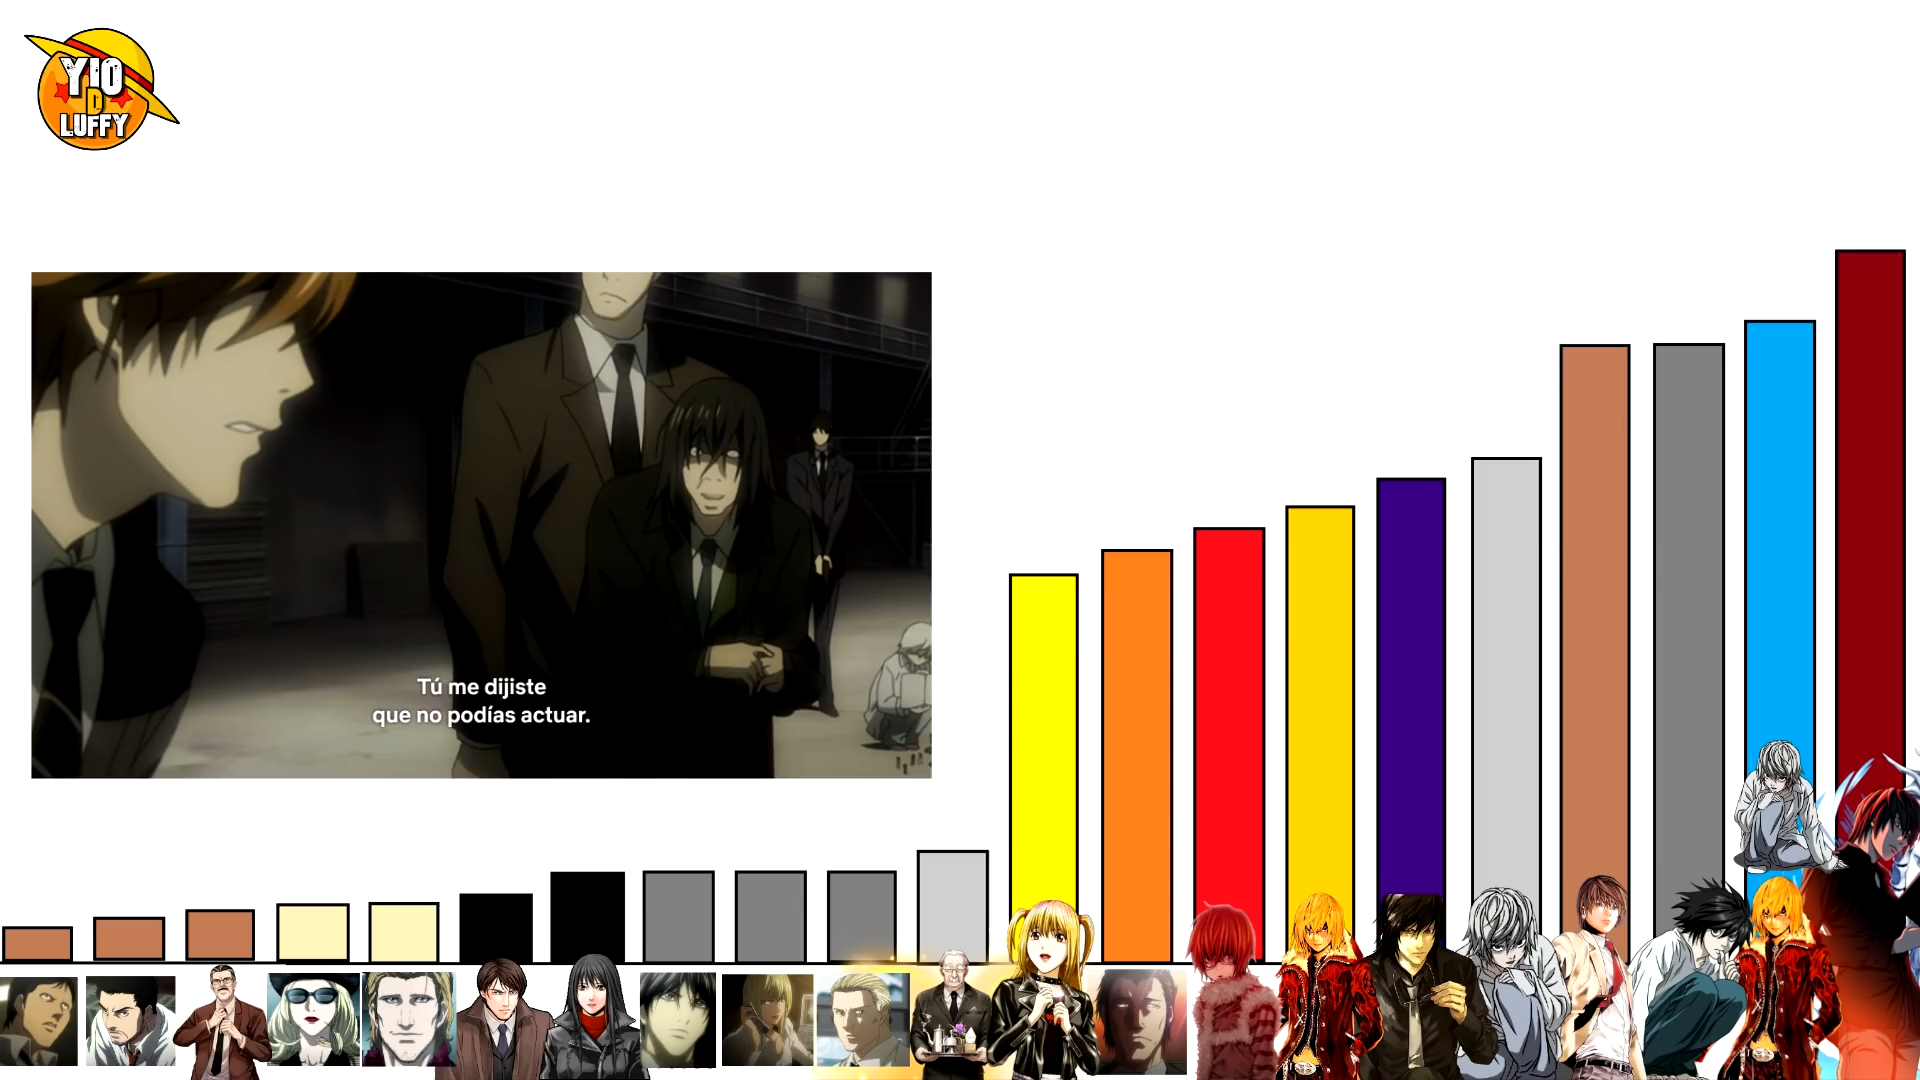 YIO
D
LUFFY
Tú me dijiste
que no podías actuar.